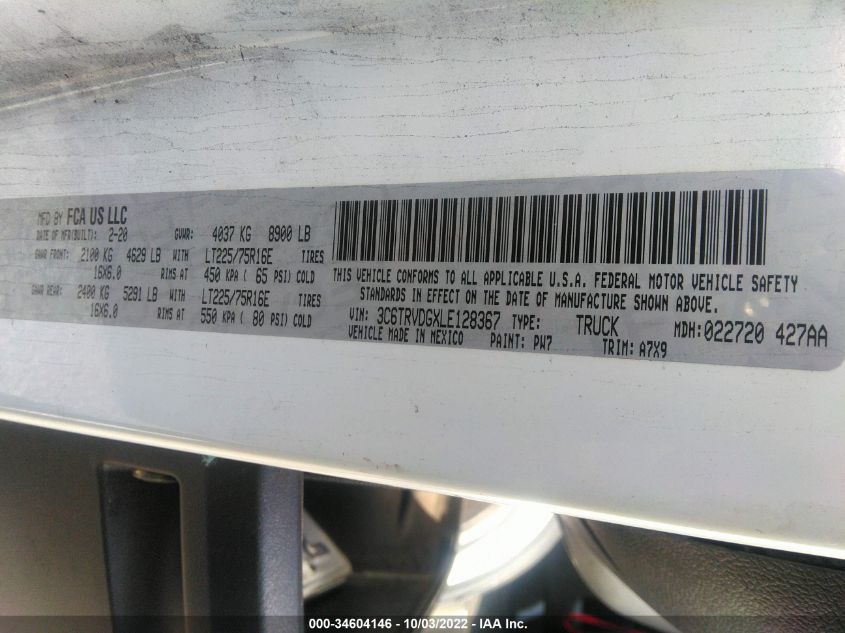 MFD BY FCA US LLC
DATE OF MFR(BUILT): 2-20 GVWR: 4037 KG 8900 LB
GAWR FRONT: 2100 KG 4629 LB WITH LT225/75R16E TIRES
16X6.0 RIMS AT 450 KPA ( 65 PSI) COLD
GAWR REAR: 2400 KG 5291 LB WITH LT225/75R16E TIRES
16X6.0 RIMS AT 550 KPA ( 80 PSI) COLD
THIS VEHICLE CONFORMS TO ALL APPLICABLE U.S.A. FEDERAL MOTOR VEHICLE SAFETY
STANDARDS IN EFFECT ON THE DATE OF MANUFACTURE SHOWN ABOVE.
VIN: 3C6TRVDGXLE128367 TYPE: TRUCK MDH:022720 427AA
VEHICLE MADE IN MEXICO PAINT: PW7 TRIM: A7X9
000-34604146 - 10/03/2022 - IAA Inc.